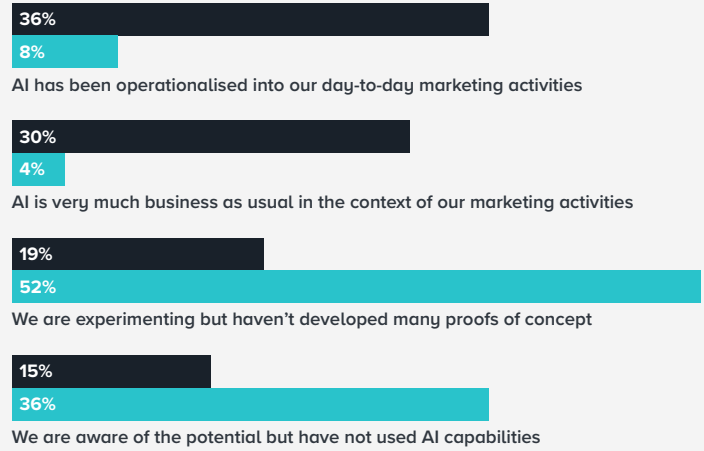 36%
8%
AI has been operationalised into our day-to-day marketing activities
30%
4%
AI is very much business as usual in the context of our marketing activities
19%
52%
We are experimenting but haven’t developed many proofs of concept
15%
36%
We are aware of the potential but have not used AI capabilities